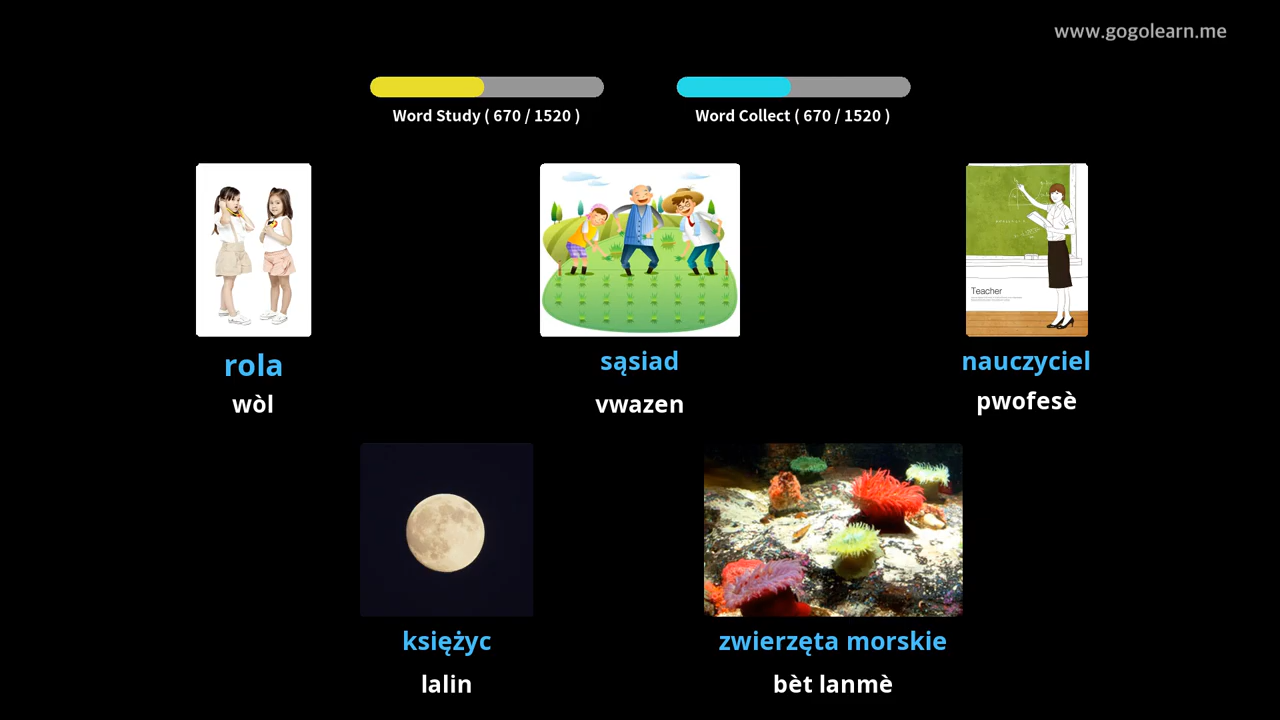 www.gogolearn.me
Word Study ( 670 / 1520 )
Word Collect ( 670 / 1520 )
Teacher
rola
wòl
sąsiad
vwazen
nauczyciel
pwofesè
księżyc
lalin
zwierzęta morskie
bèt lanmè